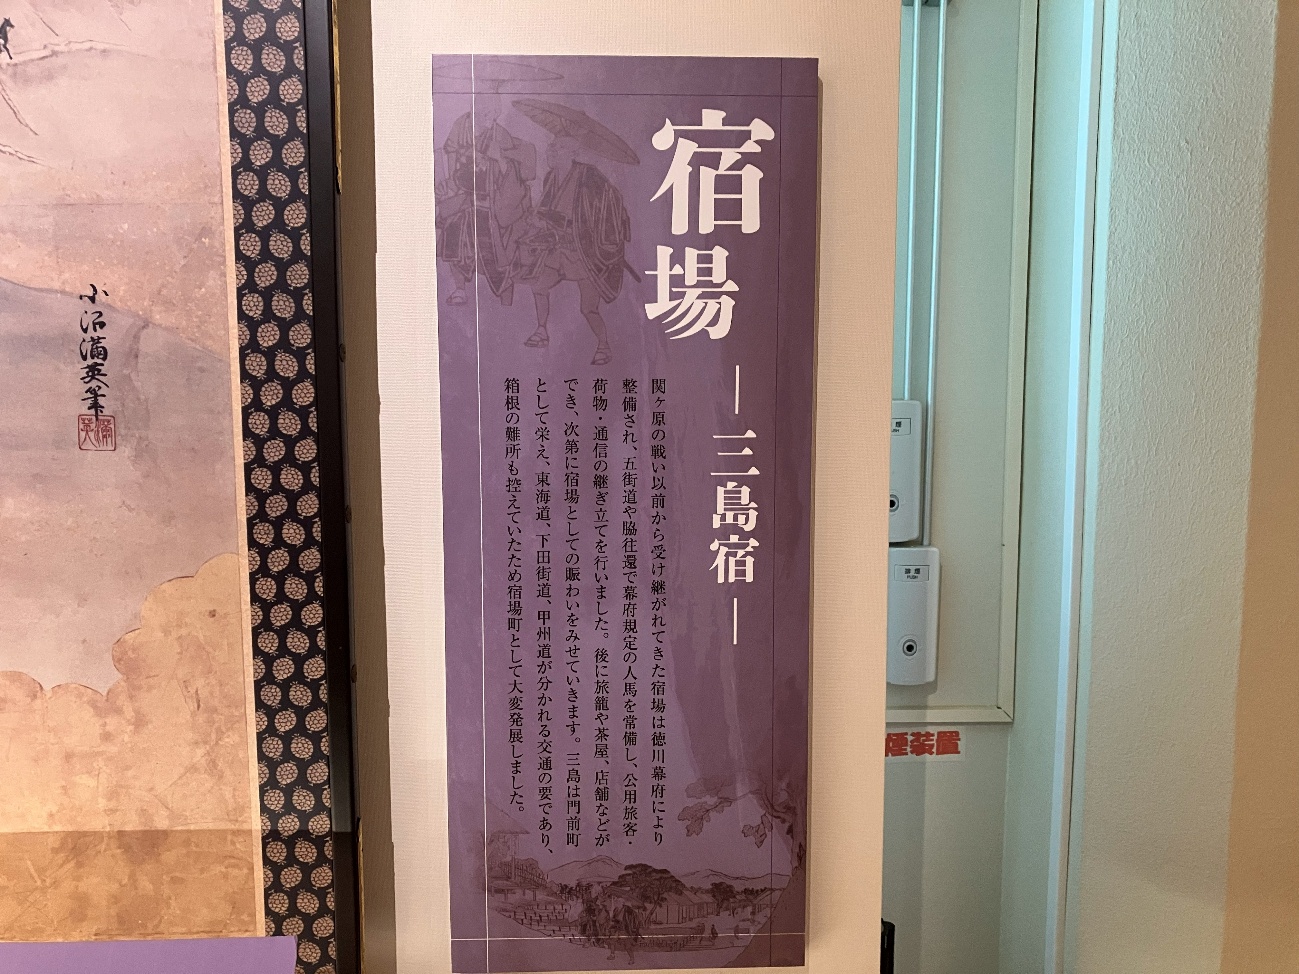 宿場
―三島宿―
関ヶ原の戦い以前から受け継がれてきた宿場は徳川幕府により
整備され、五街道や脇往還で幕府規定の人馬を常備し、公用旅客・
荷物・通信の継ぎ立てを行いました。後に旅籠や茶屋、店舗などが
でき、次第に宿場としての賑わいをみせていきます。三島は門前町
として栄え、東海道、下田街道、甲州道が分かれる交通の要であり、
箱根の難所も控えていたため宿場町として大変発展しました。
小沼満英筆
煙装置